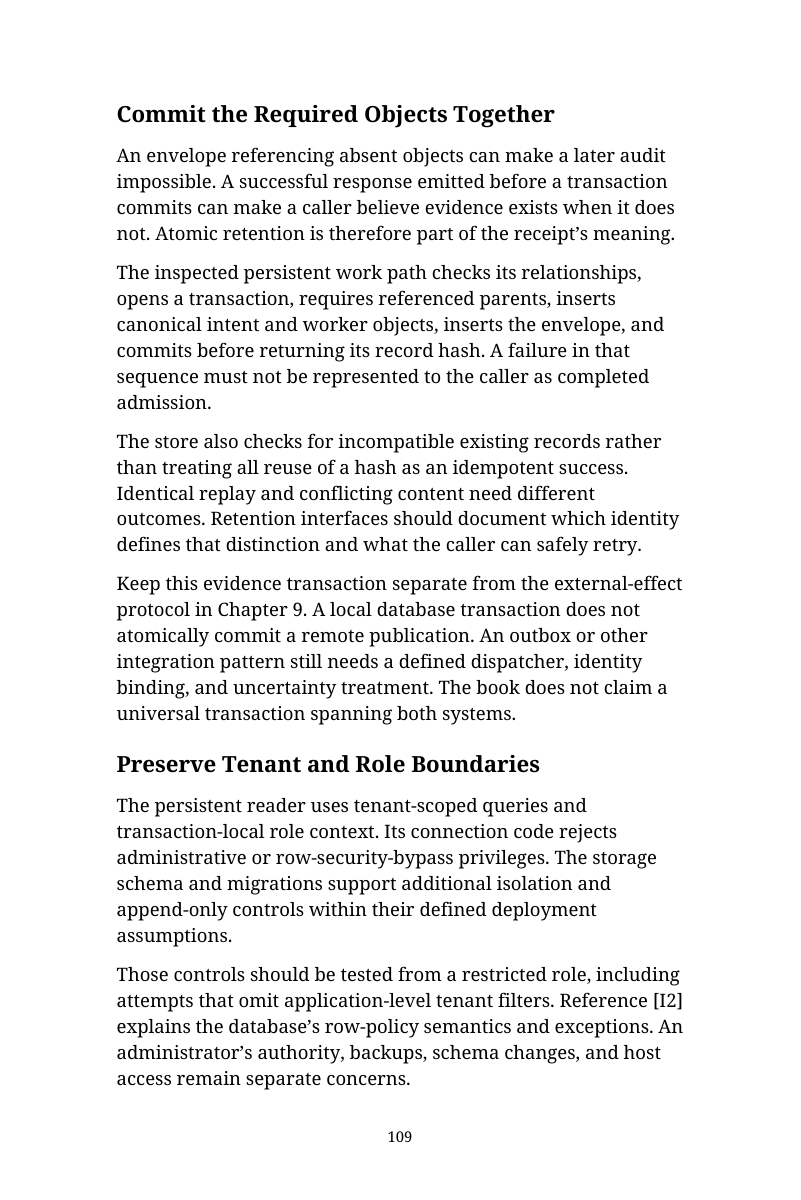 Commit the Required Objects Together
An envelope referencing absent objects can make a later audit
impossible. A successful response emitted before a transaction
commits can make a caller believe evidence exists when it does
not. Atomic retention is therefore part of the receipt’s meaning.
The inspected persistent work path checks its relationships,
opens a transaction, requires referenced parents, inserts
canonical intent and worker objects, inserts the envelope, and
commits before returning its record hash. A failure in that
sequence must not be represented to the caller as completed
admission.
The store also checks for incompatible existing records rather
than treating all reuse of a hash as an idempotent success.
Identical replay and conflicting content need different
outcomes. Retention interfaces should document which identity
defines that distinction and what the caller can safely retry.
Keep this evidence transaction separate from the external-effect
protocol in Chapter 9. A local database transaction does not
atomically commit a remote publication. An outbox or other
integration pattern still needs a defined dispatcher, identity
binding, and uncertainty treatment. The book does not claim a
universal transaction spanning both systems.
Preserve Tenant and Role Boundaries
The persistent reader uses tenant-scoped queries and
transaction-local role context. Its connection code rejects
administrative or row-security-bypass privileges. The storage
schema and migrations support additional isolation and
append-only controls within their defined deployment
assumptions.
Those controls should be tested from a restricted role, including
attempts that omit application-level tenant filters. Reference [I2]
explains the database’s row-policy semantics and exceptions. An
administrator’s authority, backups, schema changes, and host
access remain separate concerns.
109